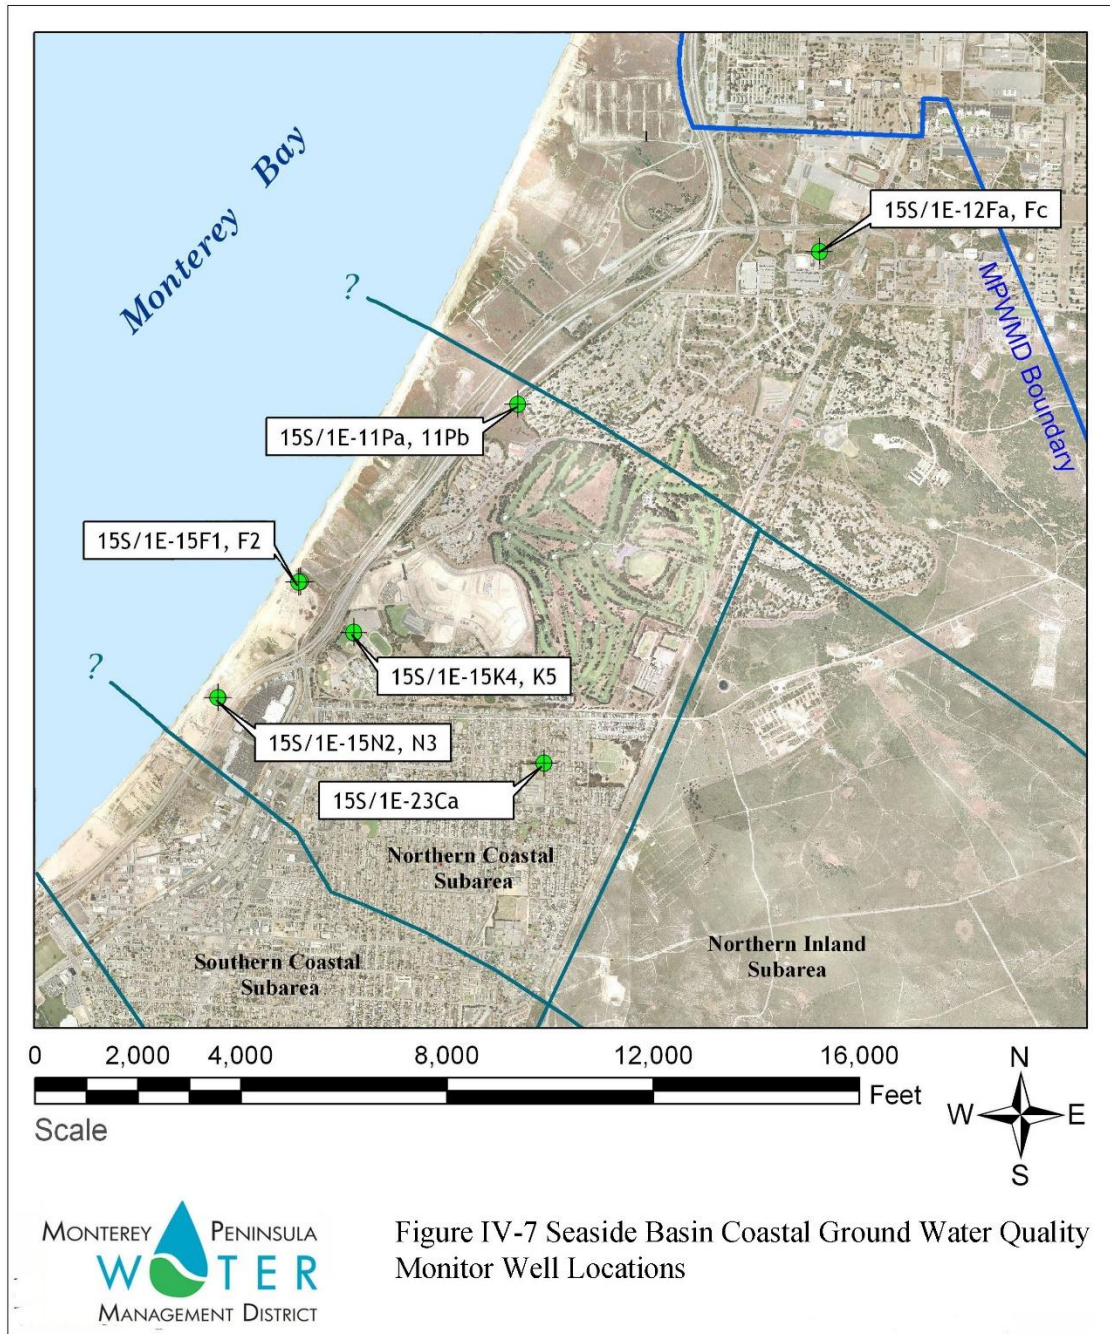 Monterey Bay
15S/1E-12Fa, Fc
MPWMD Boundary
?
15S/1E-11Pa, 11Pb
15S/1E-15F1, F2
?
15S/1E-15K4, K5
15S/1E-15N2, N3
15S/1E-23Ca
Northern Coastal
Subarea
Northern Inland
Subarea
Southern Coastal
Subarea
0 2,000 4,000 8,000 12,000 16,000
Feet
Scale
N
W E
S
MONTEREY PENINSULA
WATER
MANAGEMENT DISTRICT
Figure IV-7 Seaside Basin Coastal Ground Water Quality
Monitor Well Locations